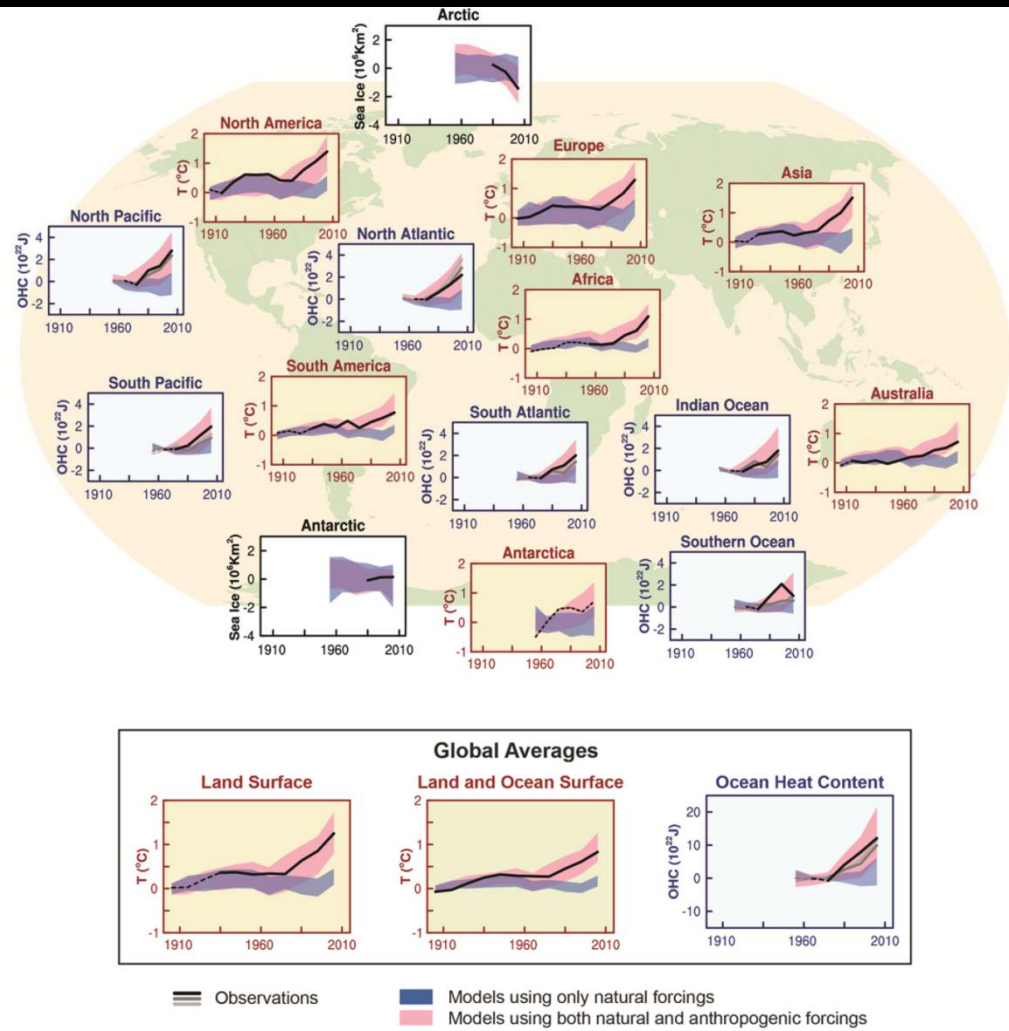 Arctic
Sea Ice (10⁶Km²)
2
0
-2
-4
1910 1960 2010
North America
T (°C)
2
1
0
-1
1910 1960 2010
Europe
T (°C)
2
1
0
-1
1910 1960 2010
Asia
T (°C)
2
1
0
-1
1910 1960 2010
North Pacific
OHC (10²²J)
4
2
0
-2
1910 1960 2010
North Atlantic
OHC (10²²J)
4
2
0
-2
1910 1960 2010
Africa
T (°C)
2
1
0
-1
1910 1960 2010
South Pacific
OHC (10²²J)
4
2
0
-2
1910 1960 2010
South America
T (°C)
2
1
0
-1
1910 1960 2010
South Atlantic
OHC (10²²J)
4
2
0
-2
1910 1960 2010
Indian Ocean
OHC (10²²J)
4
2
0
-2
1910 1960 2010
Australia
T (°C)
2
1
0
-1
1910 1960 2010
Antarctic
Sea Ice (10⁶Km²)
2
0
-2
-4
1910 1960 2010
Antarctica
T (°C)
2
1
0
-1
1910 1960 2010
Southern Ocean
OHC (10²²J)
4
2
0
-2
1910 1960 2010
Global Averages
Land Surface
T (°C)
2
1
0
-1
1910 1960 2010
Land and Ocean Surface
T (°C)
2
1
0
-1
1910 1960 2010
Ocean Heat Content
OHC (10²²J)
20
10
0
-10
1910 1960 2010
Observations
Models using only natural forcings
Models using both natural and anthropogenic forcings